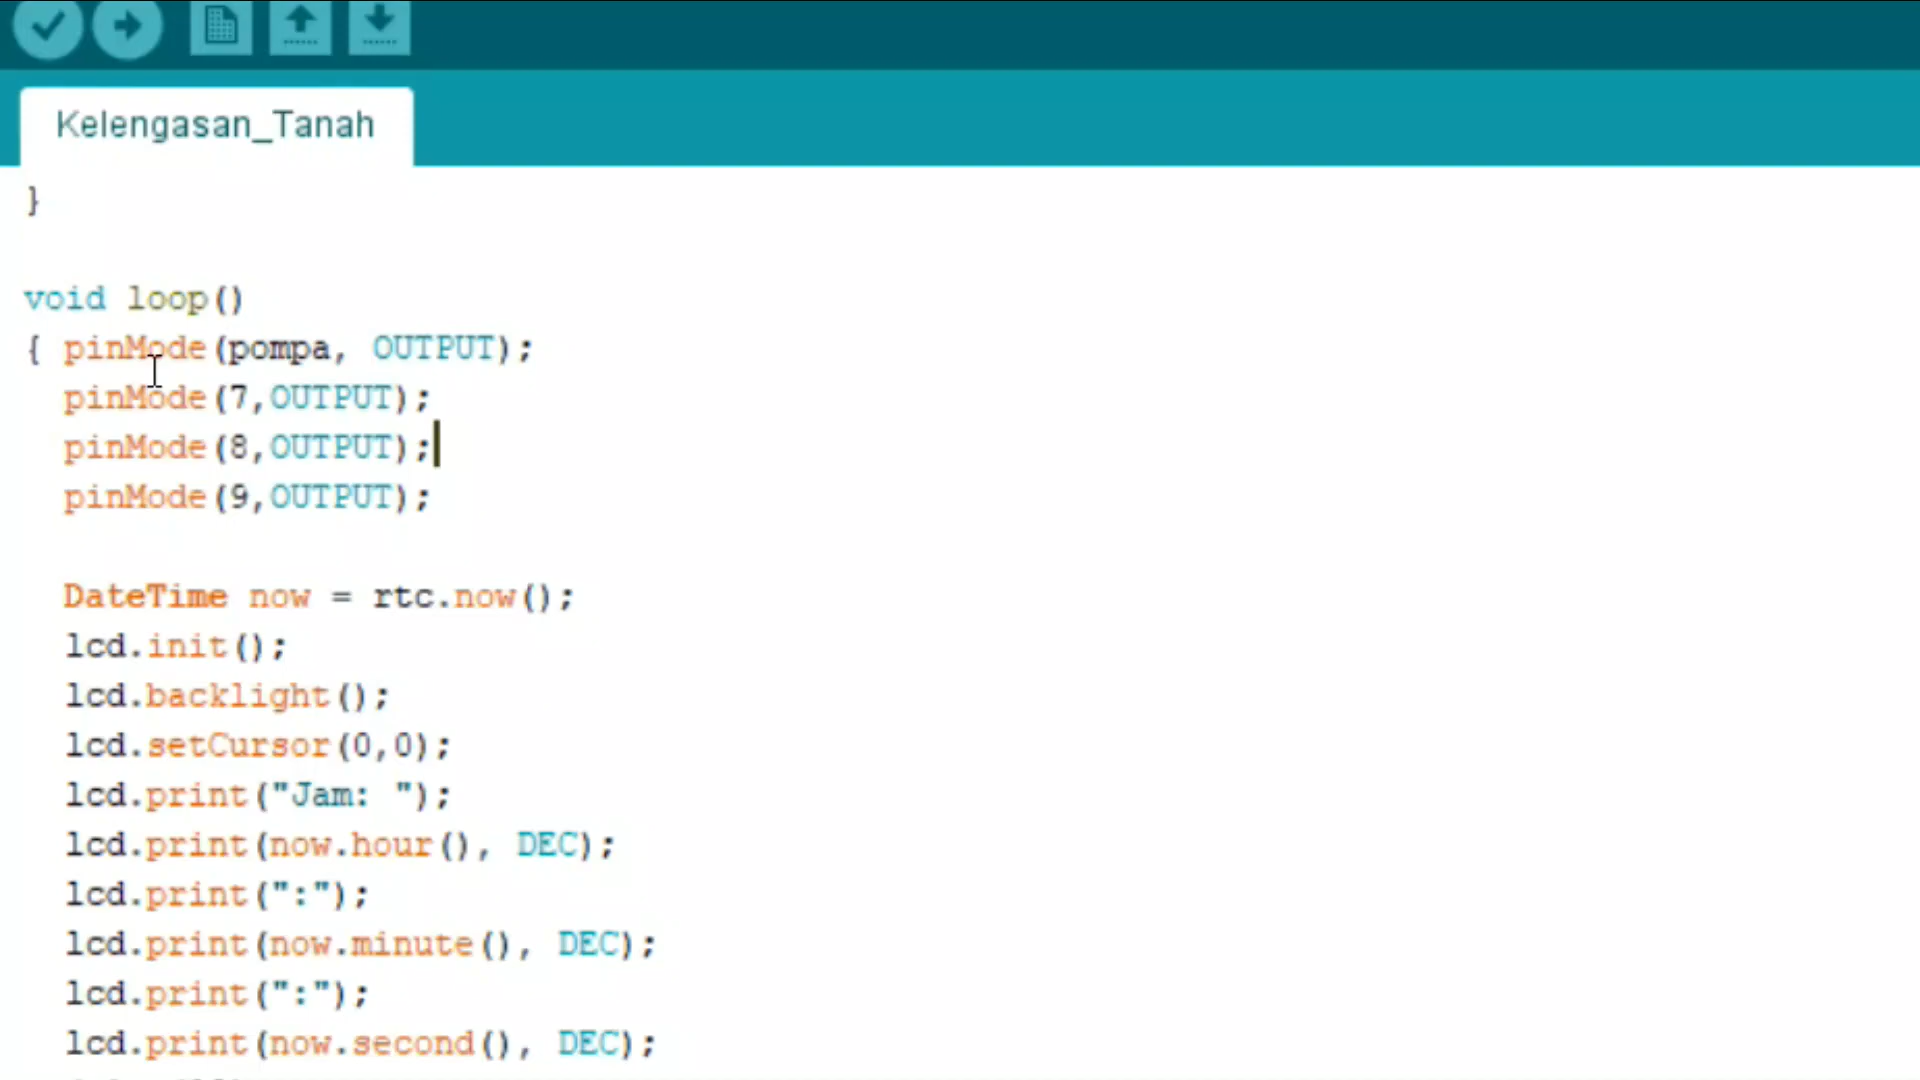 Kelengasan_Tanah
}
void loop()
{ pinMode(pompa, OUTPUT);
pinMode(7,OUTPUT);
pinMode(8,OUTPUT);
pinMode(9,OUTPUT);
DateTime now = rtc.now();
lcd.init();
lcd.backlight();
lcd.setCursor(0,0);
lcd.print("Jam: ");
lcd.print(now.hour(), DEC);
lcd.print(":");
lcd.print(now.minute(), DEC);
lcd.print(":");
lcd.print(now.second(), DEC);